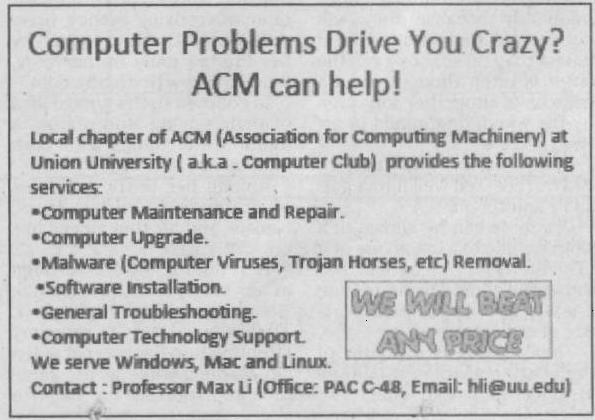 Computer Problems Drive You Crazy?
ACM can help!
Local chapter of ACM (Association for Computing Machinery) at
Union University ( a.k.a . Computer Club) provides the following
services:
•Computer Maintenance and Repair.
•Computer Upgrade.
•Malware (Computer Viruses, Trojan Horses, etc) Removal.
•Software Installation.
•General Troubleshooting.
•Computer Technology Support.
WE WILL BEAT
ANY PRICE
We serve Windows, Mac and Linux.
Contact : Professor Max Li (Office: PAC C-48, Email: hli@uu.edu)